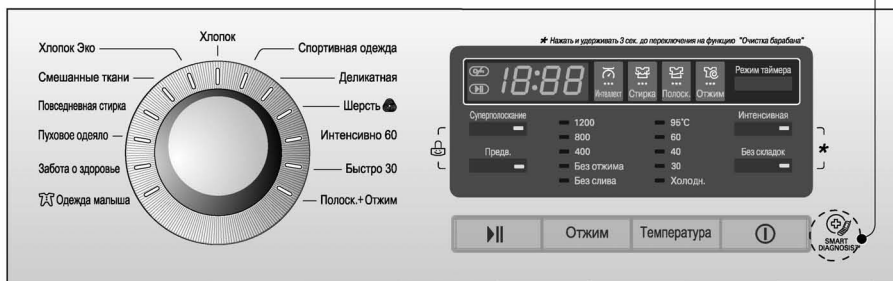 * Нажать и удерживать 3 сек. до переключения на функцию "Очистка барабана"
Хлопок
Хлопок Эко
Спортивная одежда
Смешанные ткани
Деликатная
Повседневная стирка
Шерсть
Пуховое одеяло
Интенсивно 60
Забота о здоровье
Быстро 30
Одежда малыша
Полоск.+Отжим
18:88
Интеллект
Стирка
Полоск.
Отжим
Режим таймера
Суперполоскание
Предв.
1200
800
400
Без отжима
Без слива
95°C
60
40
30
Холодн.
Интенсивная
Без складок
*
Отжим
Температура
SMART
DIAGNOSIS™